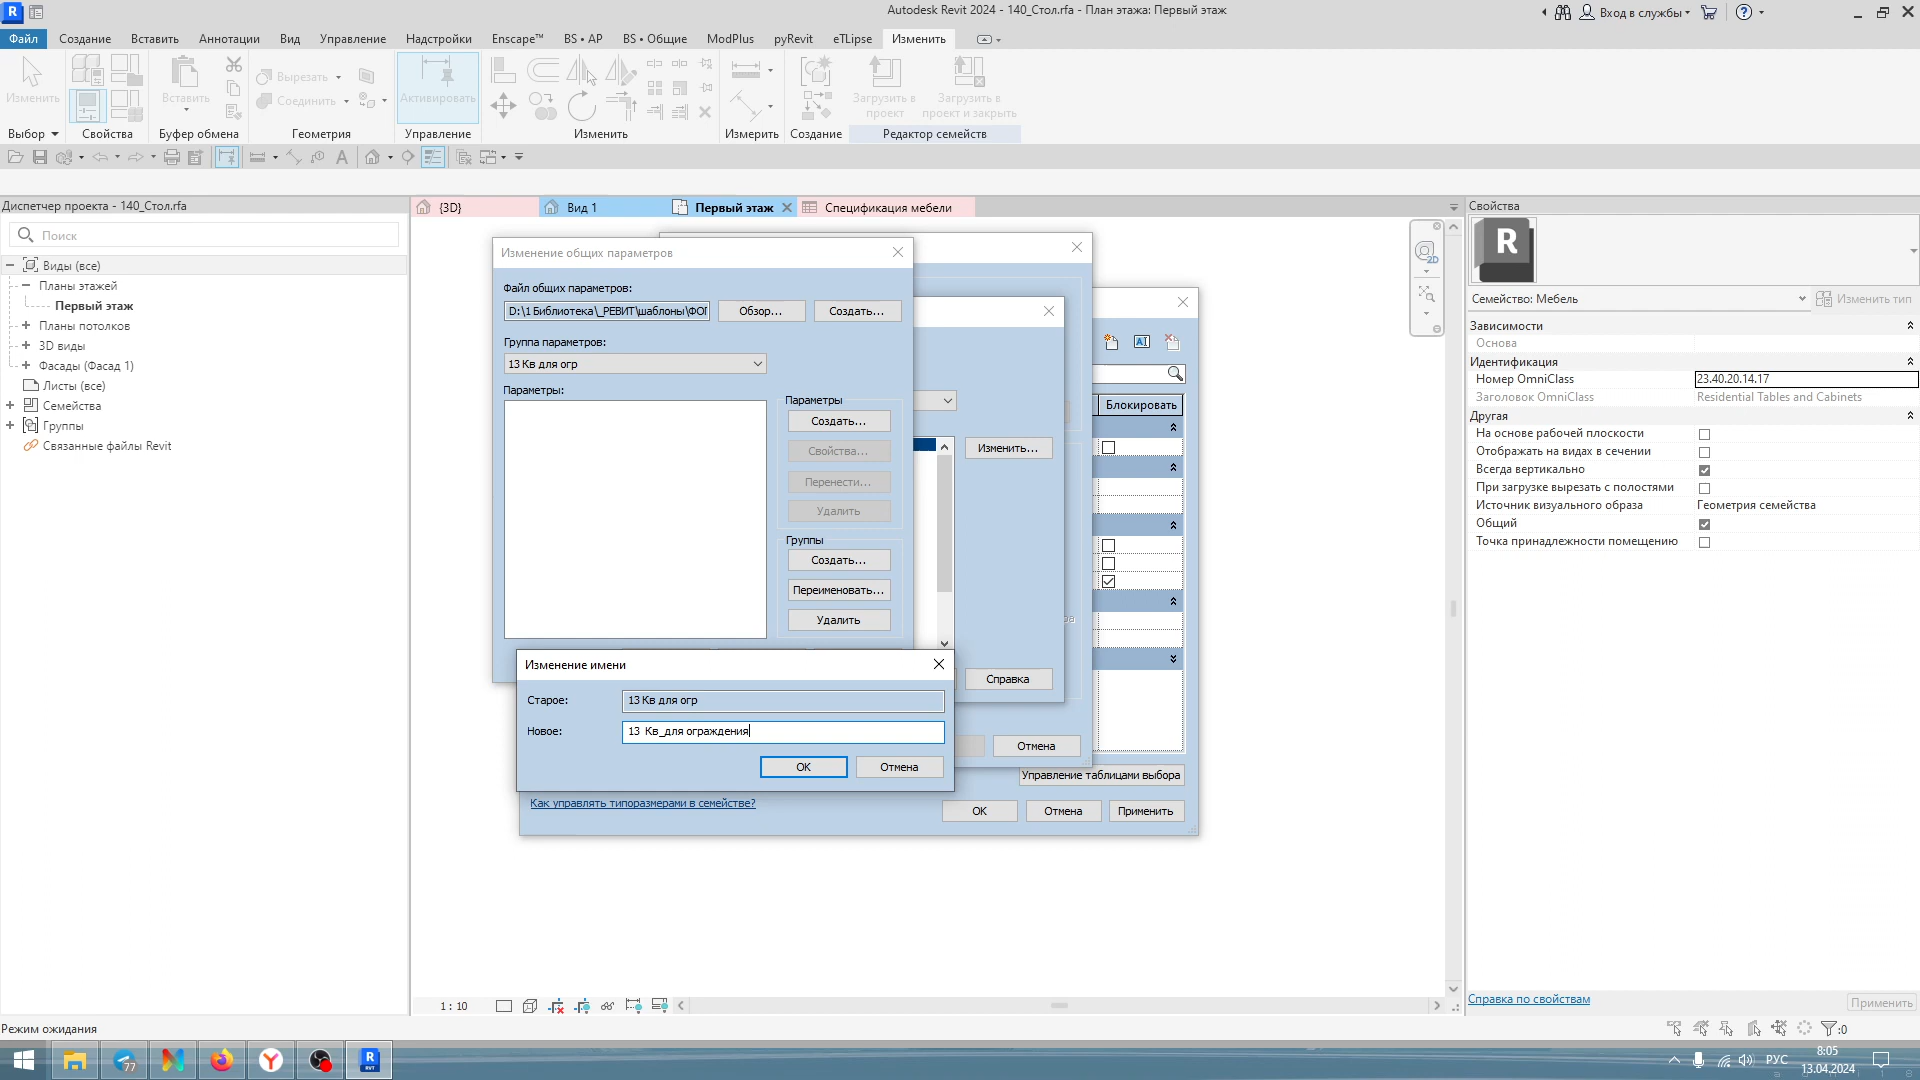 Autodesk Revit 2024 - 140_Стол.rfa - План этажа: Первый этаж
Вход в службы
Файл
Создание
Вставить
Аннотации
Вид
Управление
Надстройки
Enscape™
BS • АР
BS • Общие
ModPlus
pyRevit
eTLipse
Изменить
Изменить
Вставить
Вырезать
Соединить
Активировать
Загрузить в проект
Загрузить в проект и закрыть
Выбор
Свойства
Буфер обмена
Геометрия
Управление
Изменить
Измерить
Создание
Редактор семейств
Диспетчер проекта - 140_Стол.rfa
Поиск
Виды (все)
Планы этажей
Первый этаж
Планы потолков
3D виды
Фасады (Фасад 1)
Листы (все)
Семейства
Группы
Связанные файлы Revit
{3D}
Вид 1
Первый этаж
Спецификация мебели
Изменение общих параметров
Файл общих параметров:
D:\1 Библиотека\_РЕВИТ\шаблоны\ФОГ
Обзор...
Создать...
Группа параметров:
13 Кв для огр
Параметры:
Параметры
Создать...
Свойства...
Перенести...
Удалить
Группы
Создать...
Переименовать...
Удалить
Изменить...
Справка
Отмена
Блокировать
Управление таблицами выбора
Как управлять типоразмерами в семействе?
OK
Отмена
Применить
Изменение имени
Старое:
13 Кв для огр
Новое:
13 Кв_для ограждения
OK
Отмена
2D
Свойства
R
Семейство: Мебель
Изменить тип
Зависимости
Основа
Идентификация
Номер OmniClass
23.40.20.14.17
Заголовок OmniClass
Residential Tables and Cabinets
Другая
На основе рабочей плоскости
Отображать на видах в сечении
Всегда вертикально
При загрузке вырезать с полостями
Источник визуального образа
Геометрия семейства
Общий
Точка принадлежности помещению
Справка по свойствам
Применить
1 : 10
Режим ожидания
:0
77
R
RVT
РУС
8:05
13.04.2024